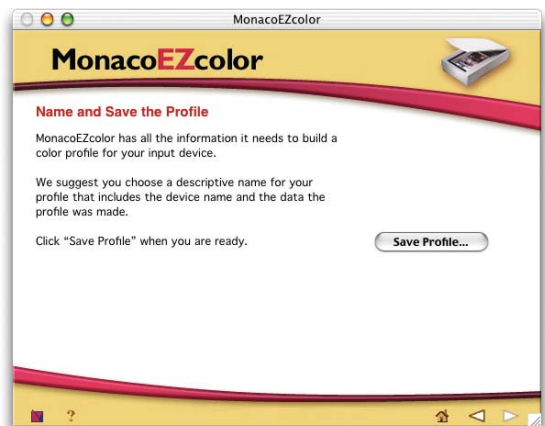 MonacoEZcolor
MonacoEZcolor
Name and Save the Profile
MonacoEZcolor has all the information it needs to build a
color profile for your input device.
We suggest you choose a descriptive name for your
profile that includes the device name and the data the
profile was made.
Click “Save Profile” when you are ready.
Save Profile...
?